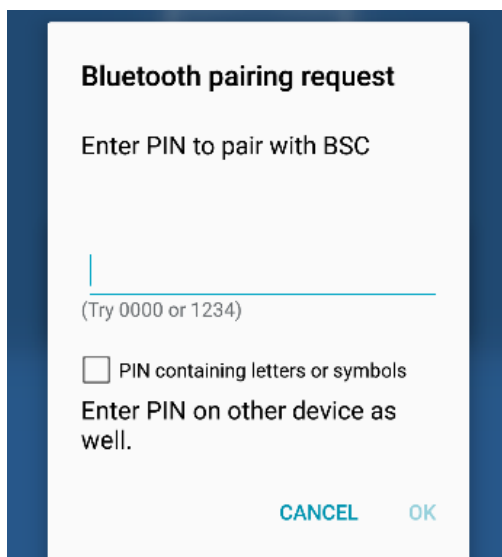 Bluetooth pairing request
Enter PIN to pair with BSC
(Try 0000 or 1234)
PIN containing letters or symbols
Enter PIN on other device as
well.
CANCEL OK